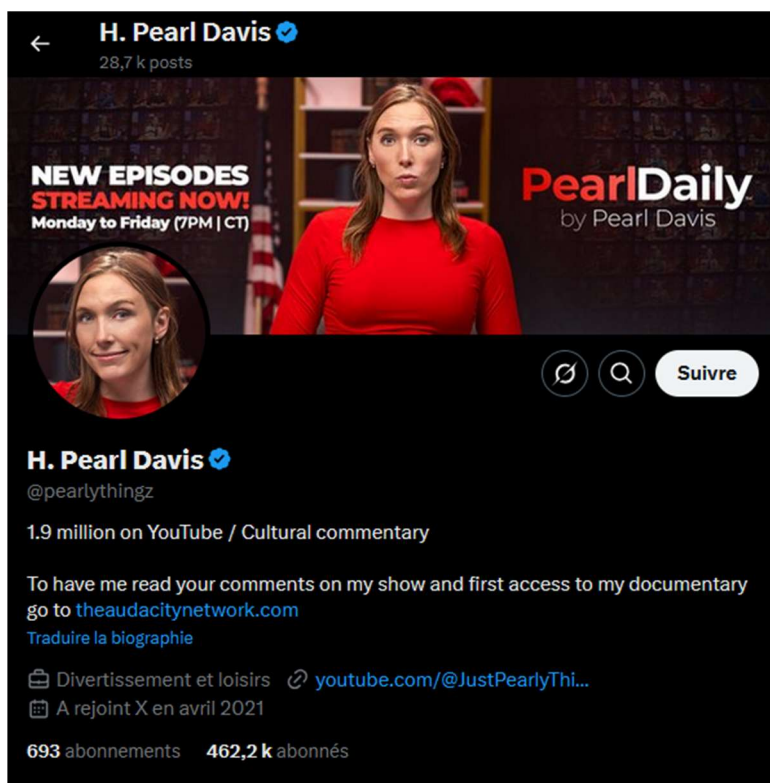 H. Pearl Davis
28,7 k posts
NEW EPISODES
STREAMING NOW!
Monday to Friday (7PM | CT)
PearlDaily
by Pearl Davis
Suivre
H. Pearl Davis
@pearlythingz
1.9 million on YouTube / Cultural commentary
To have me read your comments on my show and first access to my documentary
go to theaudacitynetwork.com
Traduire la biographie
Divertissement et loisirs youtube.com/@JustPearlyThi...
A rejoint X en avril 2021
693 abonnements 462,2 k abonnés